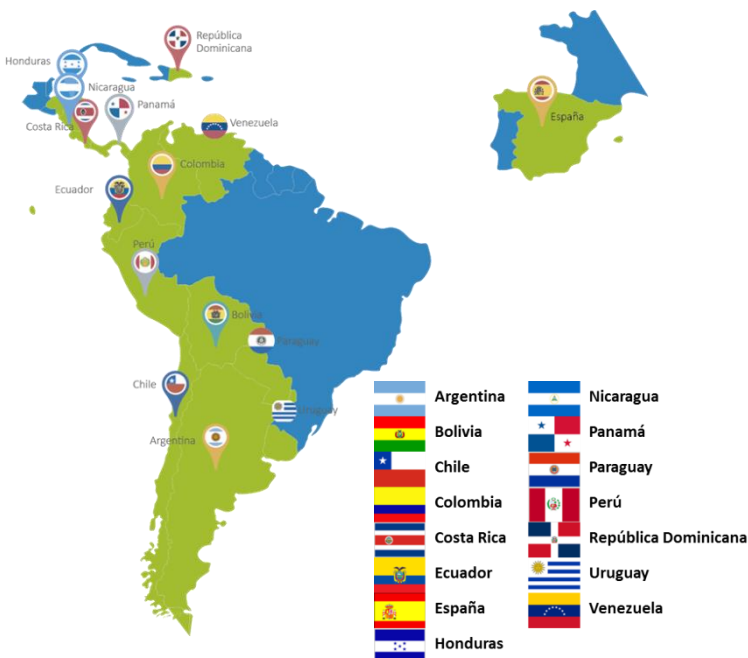 República
Dominicana
Honduras
Nicaragua
Panamá
Costa Rica
Venezuela
España
Colombia
Ecuador
Perú
Bolivia
Paraguay
Chile
Uruguay
Argentina
Argentina
Nicaragua
Bolivia
Panamá
Chile
Paraguay
Colombia
Perú
Costa Rica
República Dominicana
Ecuador
Uruguay
España
Venezuela
Honduras